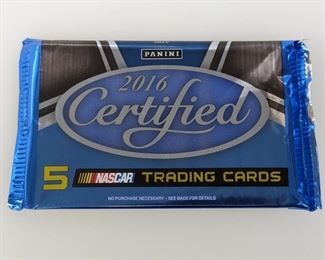 PANINI
2016
Certified
5 NASCAR TRADING CARDS
NO PURCHASE NECESSARY - SEE BACK FOR DETAILS